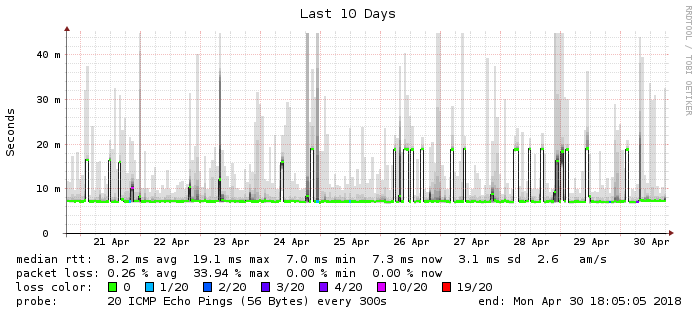 Last 10 Days
RRDTOOL / TOBI OETIKER
Seconds
40 m
30 m
20 m
10 m
0
21 Apr 22 Apr 23 Apr 24 Apr 25 Apr 26 Apr 27 Apr 28 Apr 29 Apr 30 Apr
median rtt: 8.2 ms avg 19.1 ms max 7.0 ms min 7.3 ms now 3.1 ms sd 2.6 am/s
packet loss: 0.26 % avg 33.94 % max 0.00 % min 0.00 % now
loss color: 0 1/20 2/20 3/20 4/20 10/20 19/20
probe: 20 ICMP Echo Pings (56 Bytes) every 300s end: Mon Apr 30 18:05:05 2018